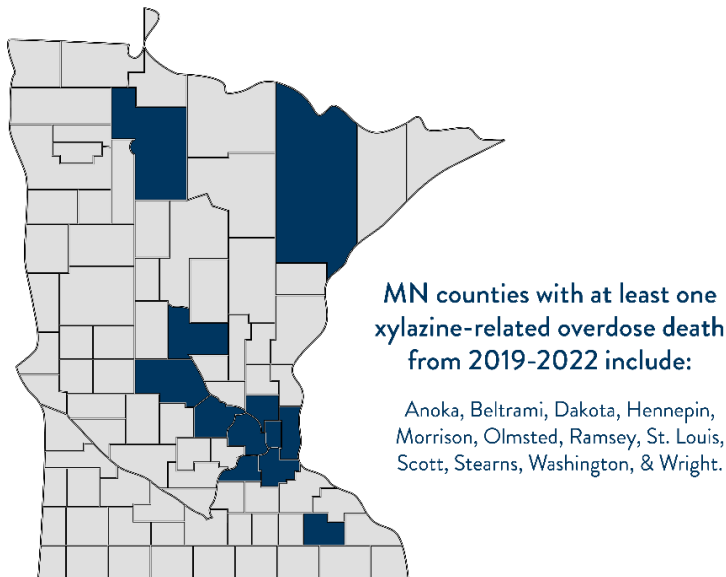 MN counties with at least one
xylazine-related overdose death
from 2019-2022 include:
Anoka, Beltrami, Dakota, Hennepin,
Morrison, Olmsted, Ramsey, St. Louis,
Scott, Stearns, Washington, & Wright.